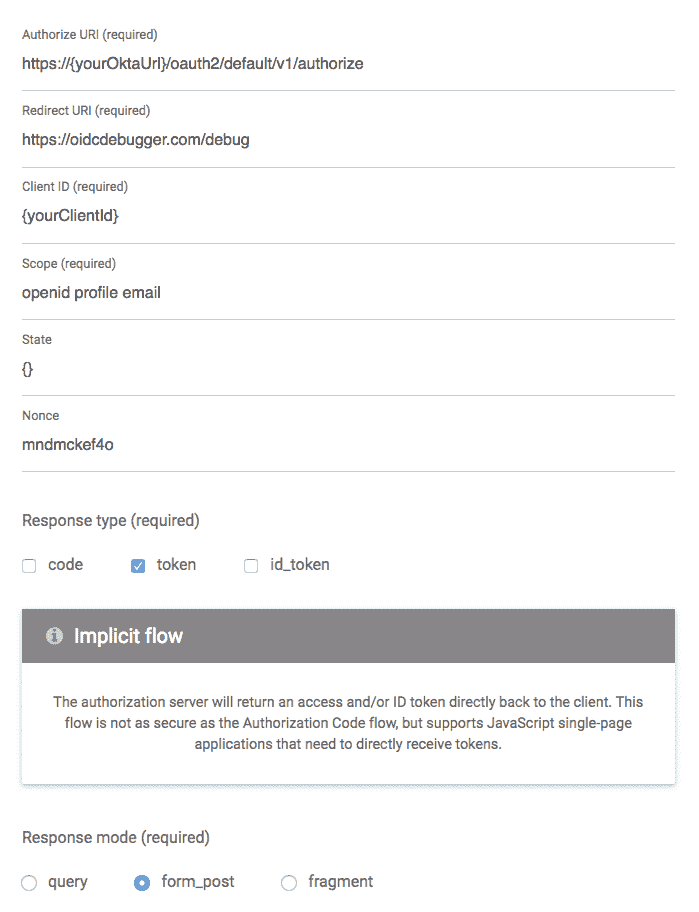 Authorize URI (required)
https://{yourOktaUrl}/oauth2/default/v1/authorize
Redirect URI (required)
https://oidcdebugger.com/debug
Client ID (required)
{yourClientId}
Scope (required)
openid profile email
State
{}
Nonce
mndmckef4o
Response type (required)
code token id_token
Implicit flow
The authorization server will return an access and/or ID token directly back to the client. This
flow is not as secure as the Authorization Code flow, but supports JavaScript single-page
applications that need to directly receive tokens.
Response mode (required)
query form_post fragment